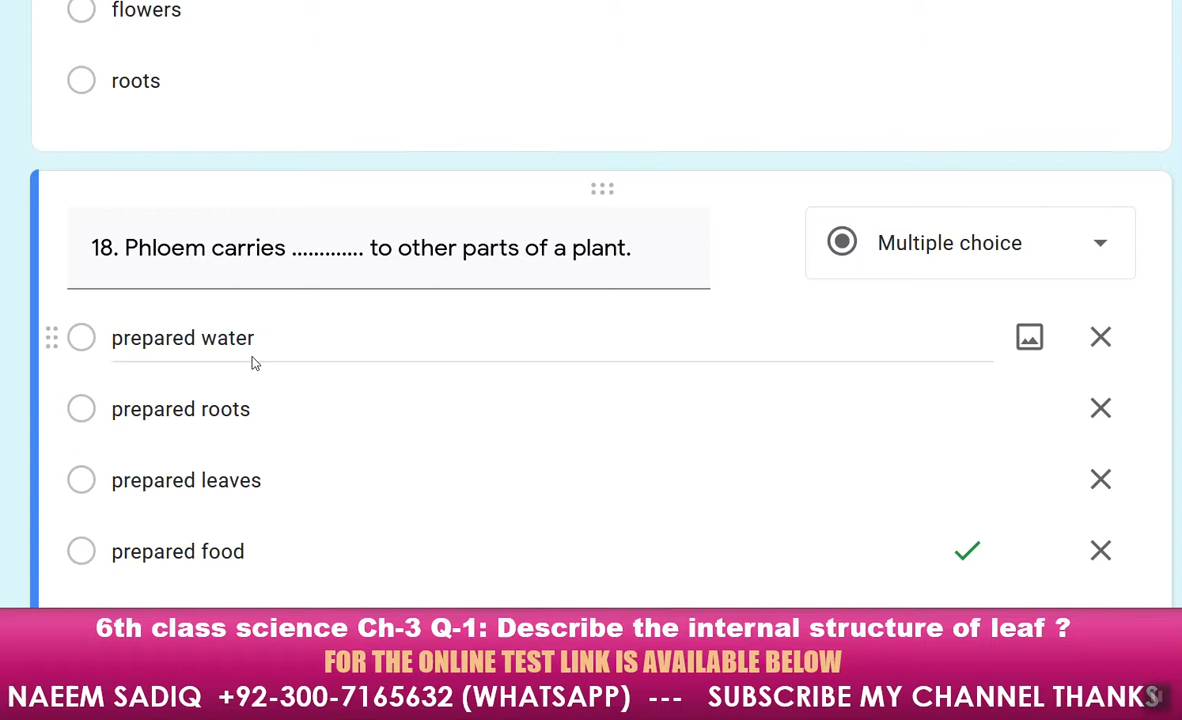 flowers
roots
18. Phloem carries ............. to other parts of a plant.
Multiple choice
prepared water
prepared roots
prepared leaves
prepared food
6th class science Ch-3 Q-1: Describe the internal structure of leaf ?
FOR THE ONLINE TEST LINK IS AVAILABLE BELOW
NAEEM SADIQ +92-300-7165632 (WHATSAPP) --- SUBSCRIBE MY CHANNEL THANKS